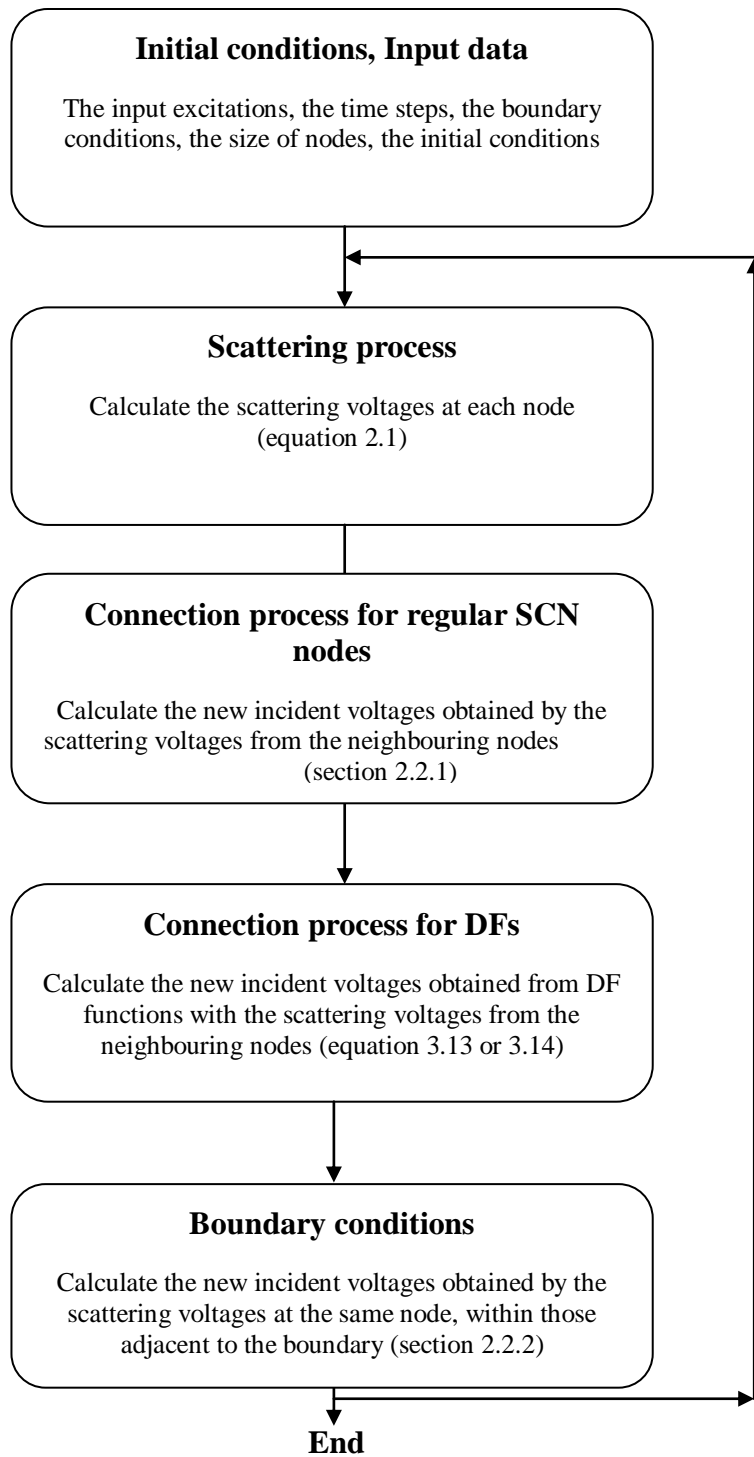 Initial conditions, Input data
The input excitations, the time steps, the boundary
conditions, the size of nodes, the initial conditions
Scattering process
Calculate the scattering voltages at each node
(equation 2.1)
Connection process for regular SCN
nodes
Calculate the new incident voltages obtained by the
scattering voltages from the neighbouring nodes
(section 2.2.1)
Connection process for DFs
Calculate the new incident voltages obtained from DF
functions with the scattering voltages from the
neighbouring nodes (equation 3.13 or 3.14)
Boundary conditions
Calculate the new incident voltages obtained by the
scattering voltages at the same node, within those
adjacent to the boundary (section 2.2.2)
End